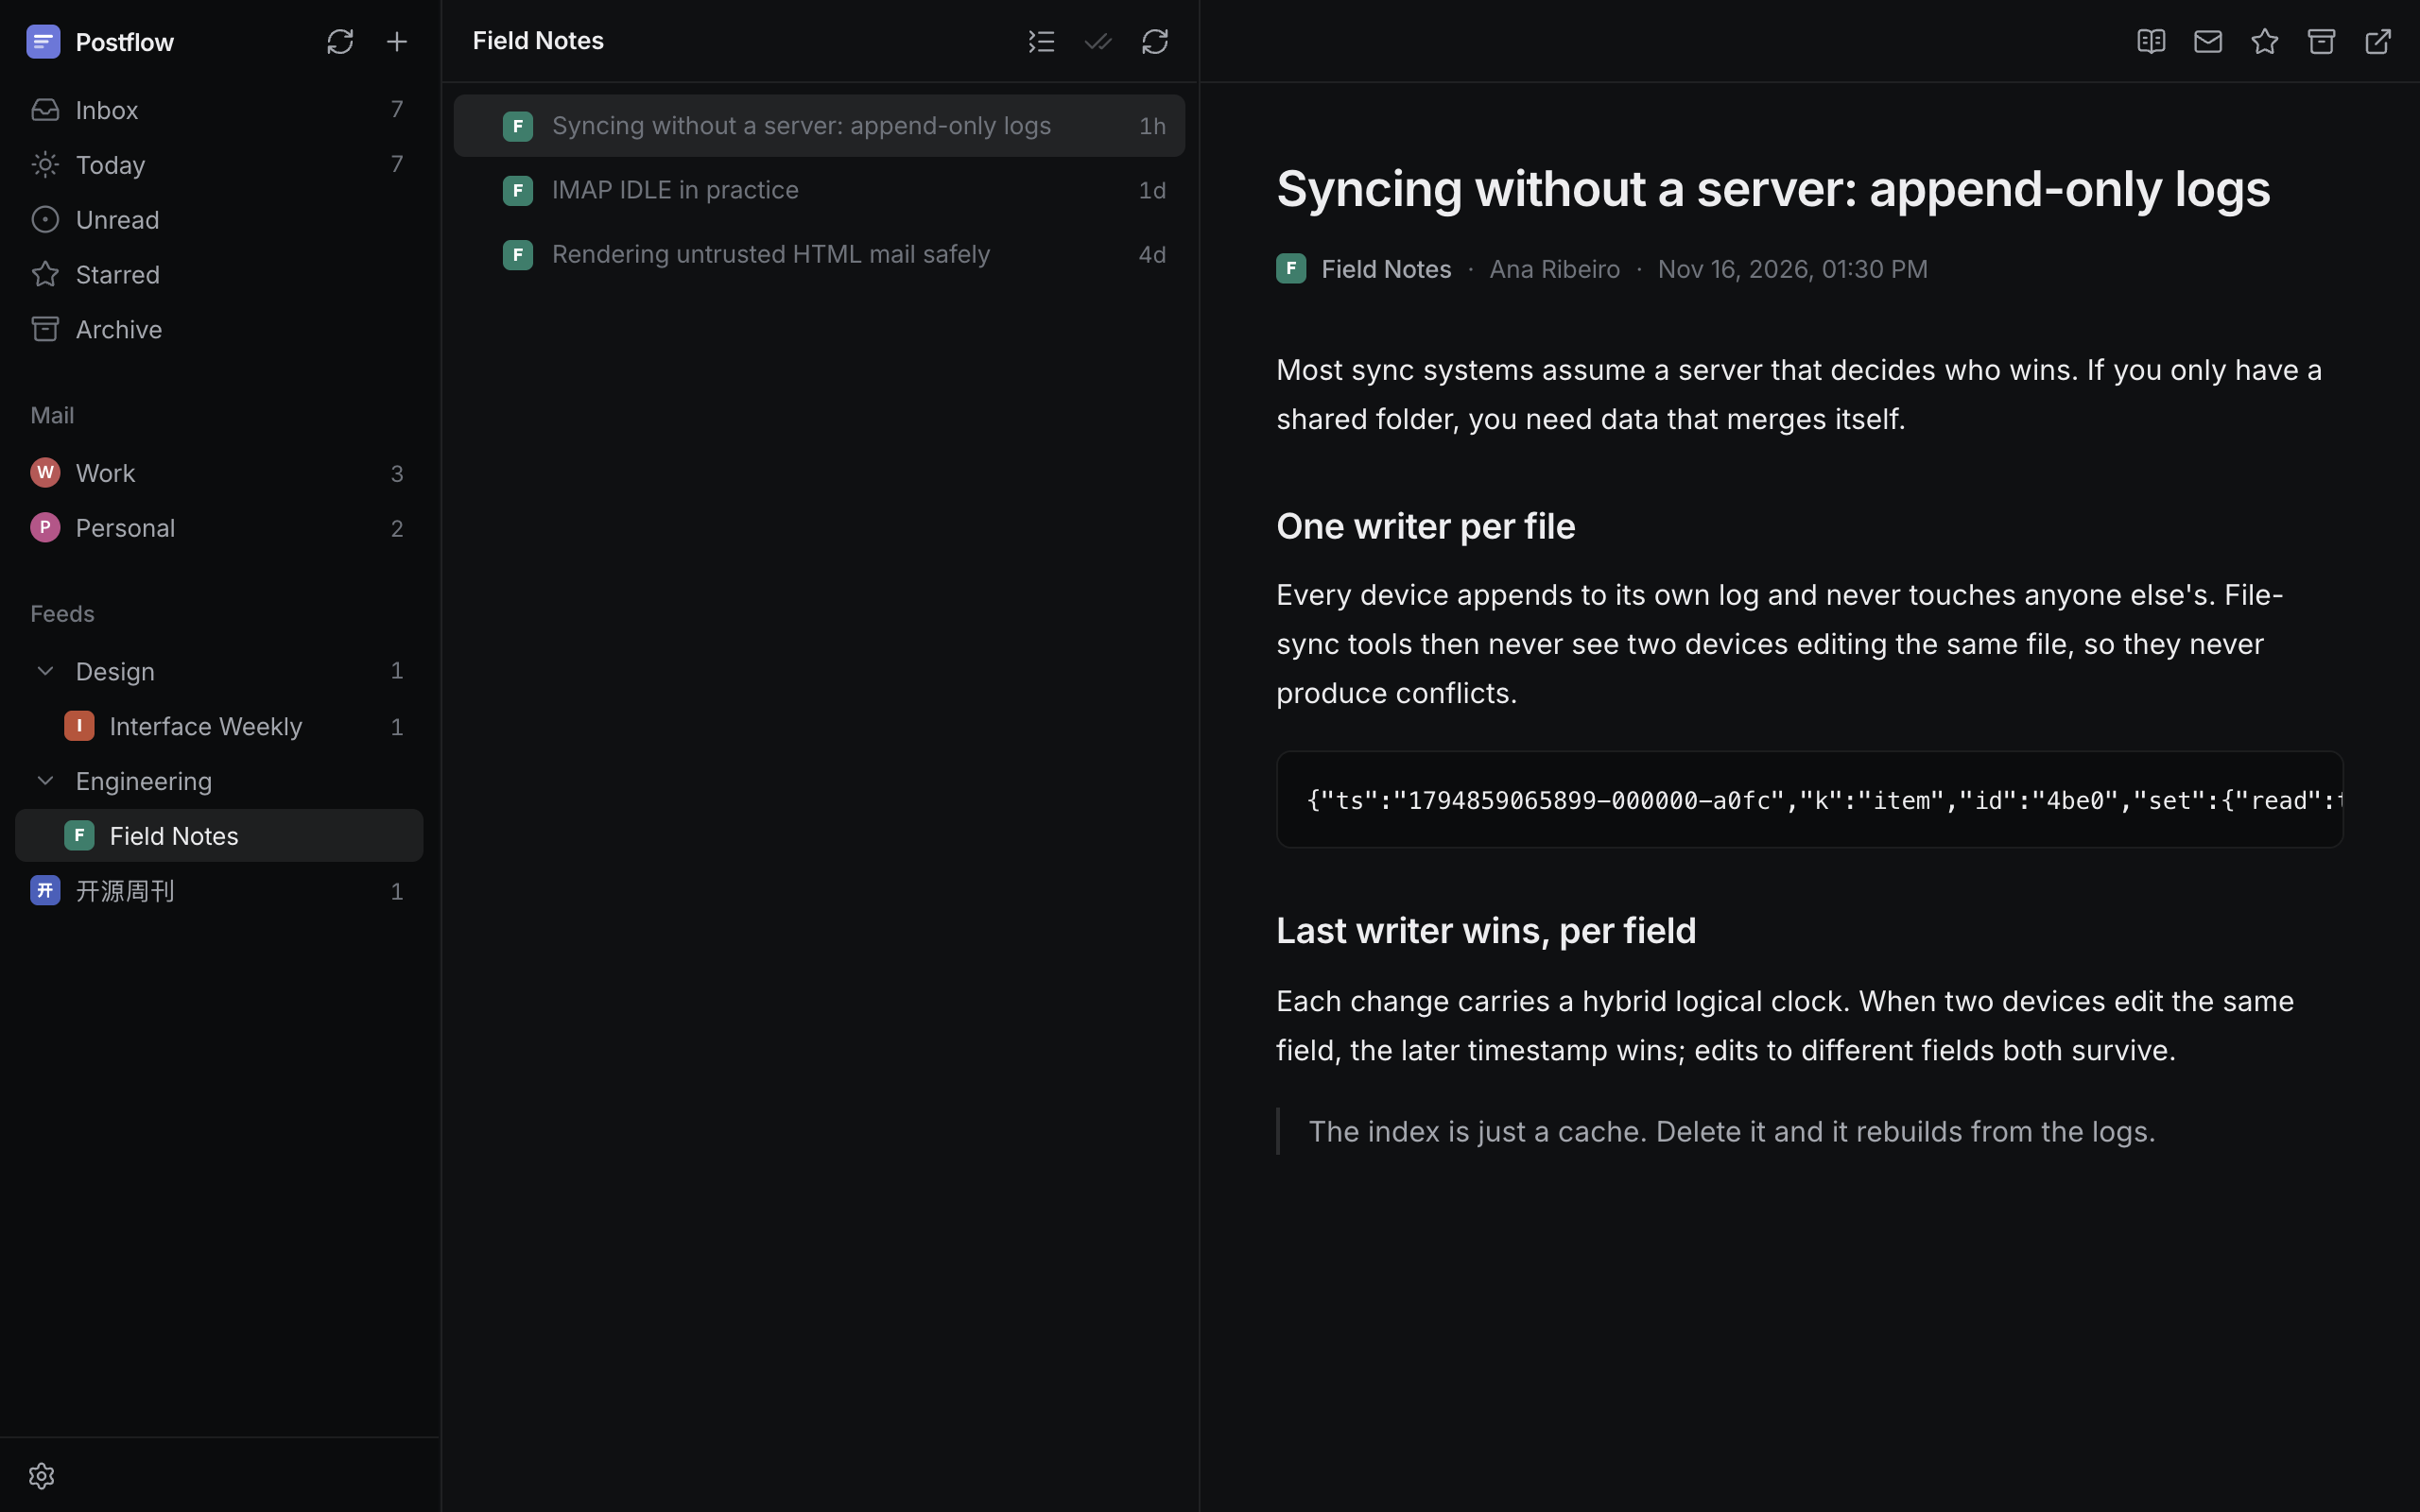 Postflow
Inbox 7
Today 7
Unread
Starred
Archive
Mail
W Work 3
P Personal 2
Feeds
Design 1
I Interface Weekly 1
Engineering
F Field Notes
开 开源周刊 1
Field Notes
F Syncing without a server: append-only logs 1h
F IMAP IDLE in practice 1d
F Rendering untrusted HTML mail safely 4d
Syncing without a server: append-only logs
F Field Notes · Ana Ribeiro · Nov 16, 2026, 01:30 PM
Most sync systems assume a server that decides who wins. If you only have a
shared folder, you need data that merges itself.
One writer per file
Every device appends to its own log and never touches anyone else's. File-
sync tools then never see two devices editing the same file, so they never
produce conflicts.
{"ts":"1794859065899-000000-a0fc","k":"item","id":"4be0","set":{"read":
Last writer wins, per field
Each change carries a hybrid logical clock. When two devices edit the same
field, the later timestamp wins; edits to different fields both survive.
The index is just a cache. Delete it and it rebuilds from the logs.